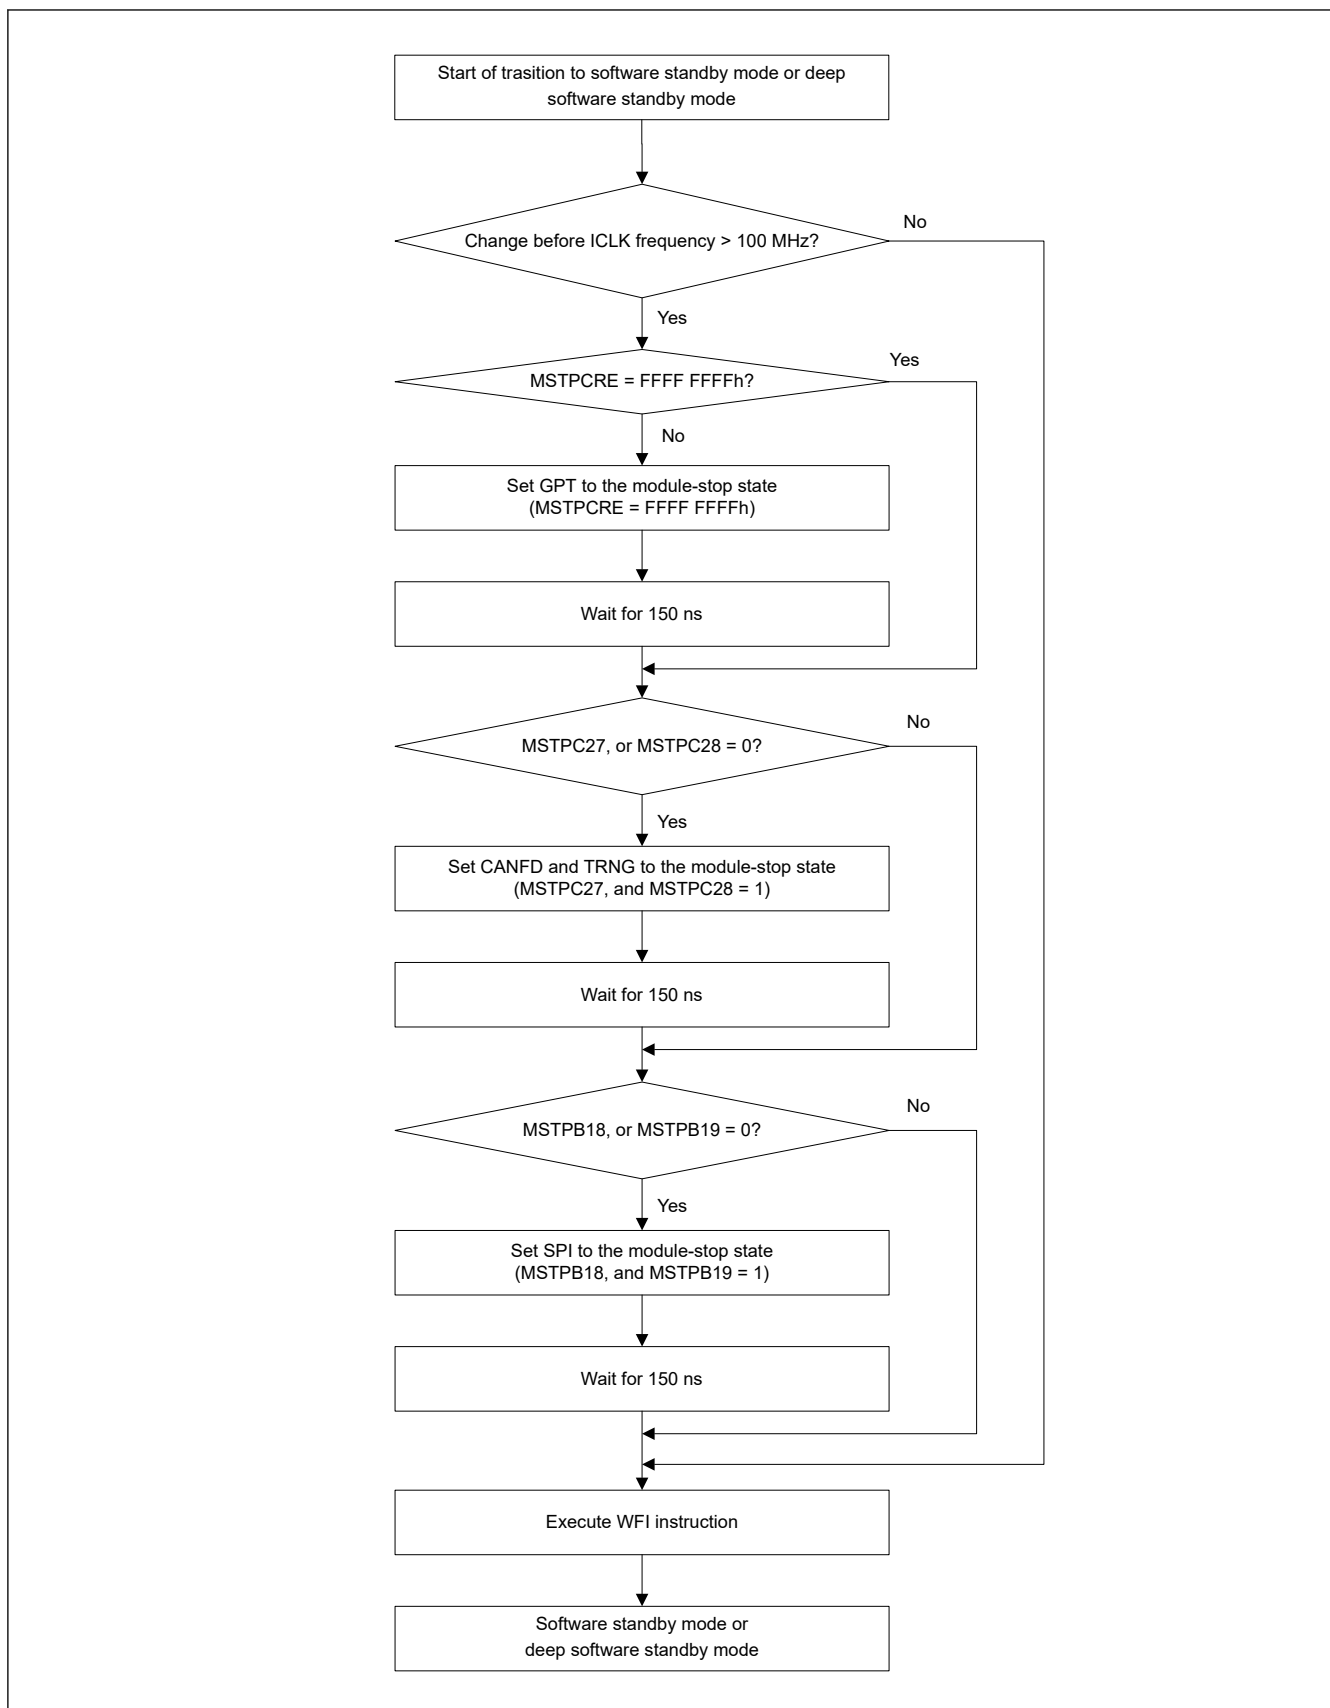 Start of trasition to software standby mode or deep
software standby mode
Change before ICLK frequency > 100 MHz?
No
Yes
MSTPCRE = FFFF FFFFh?
Yes
No
Set GPT to the module-stop state
(MSTPCRE = FFFF FFFFh)
Wait for 150 ns
MSTPC27, or MSTPC28 = 0?
No
Yes
Set CANFD and TRNG to the module-stop state
(MSTPC27, and MSTPC28 = 1)
Wait for 150 ns
MSTPB18, or MSTPB19 = 0?
No
Yes
Set SPI to the module-stop state
(MSTPB18, and MSTPB19 = 1)
Wait for 150 ns
Execute WFI instruction
Software standby mode or
deep software standby mode